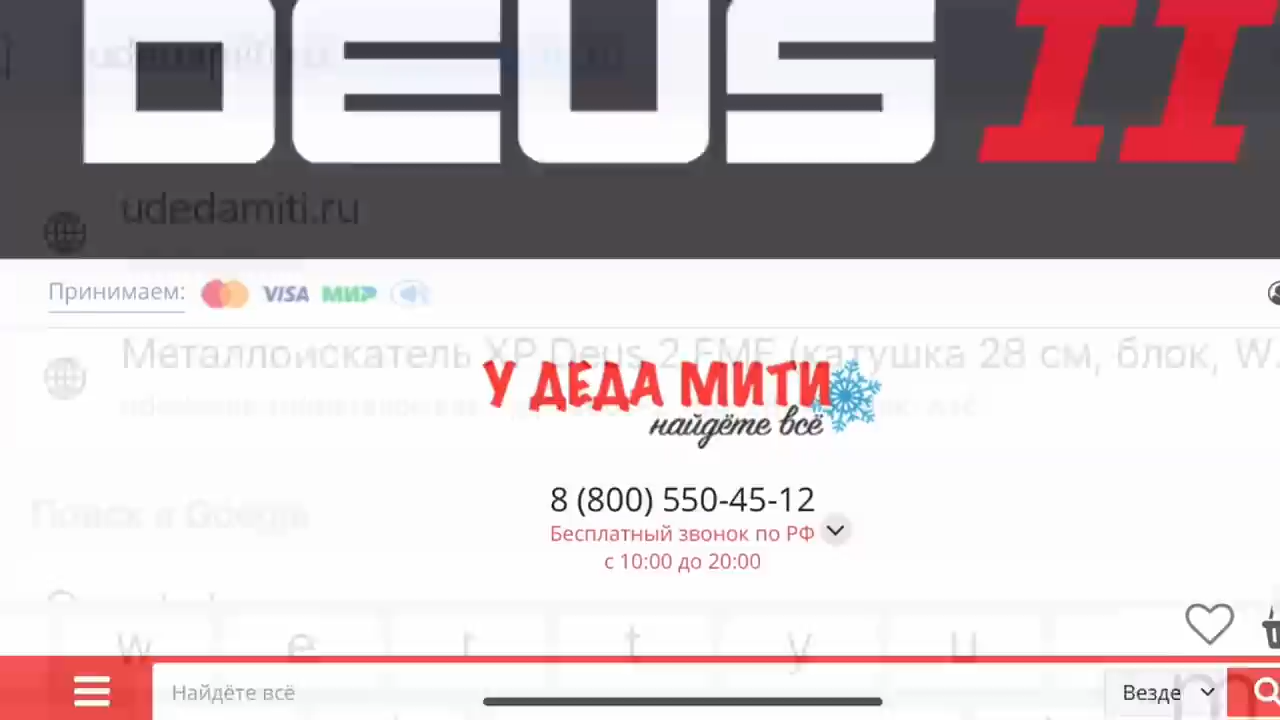 DEUS II
udedamiti.ru
Принимаем: VISA МИР
Металлоискатель XP Deus 2 FMF (катушка 28 см, блок, W
У ДЕДА МИТИ
найдёте всё
8 (800) 550-45-12
Поиск в Google
Бесплатный звонок по РФ
с 10:00 до 20:00
w e r t y u
Найдёте всё
Везде
m